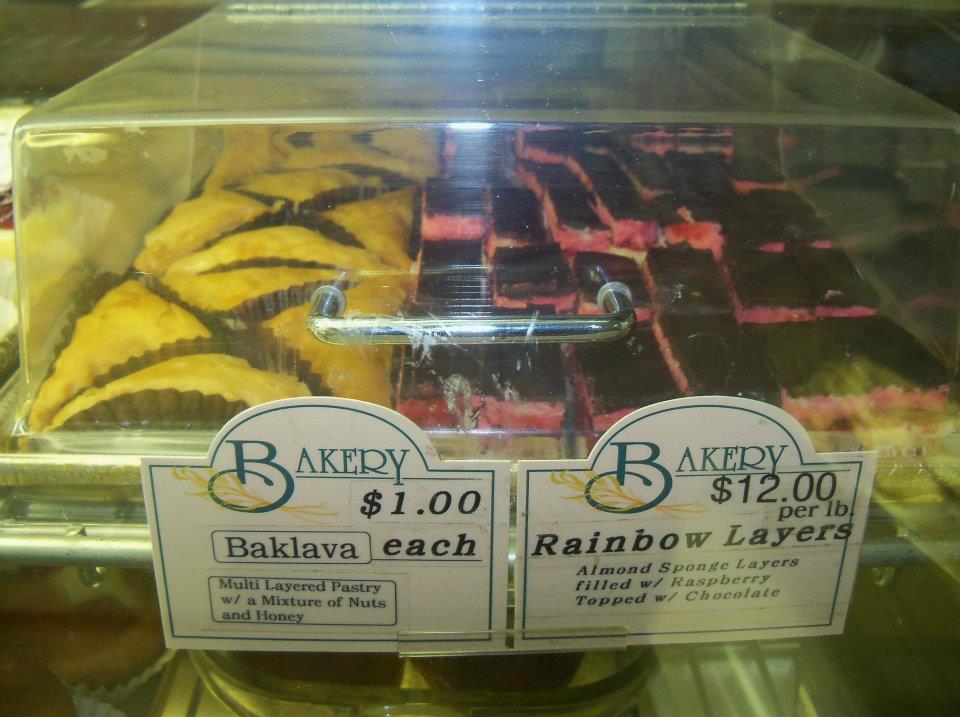 BAKERY
$1.00
Baklava each
Multi Layered Pastry
w/ a Mixture of Nuts
and Honey
BAKERY
$12.00
per lb.
Rainbow Layers
Almond Sponge Layers
filled w/ Raspberry
Topped w/ Chocolate